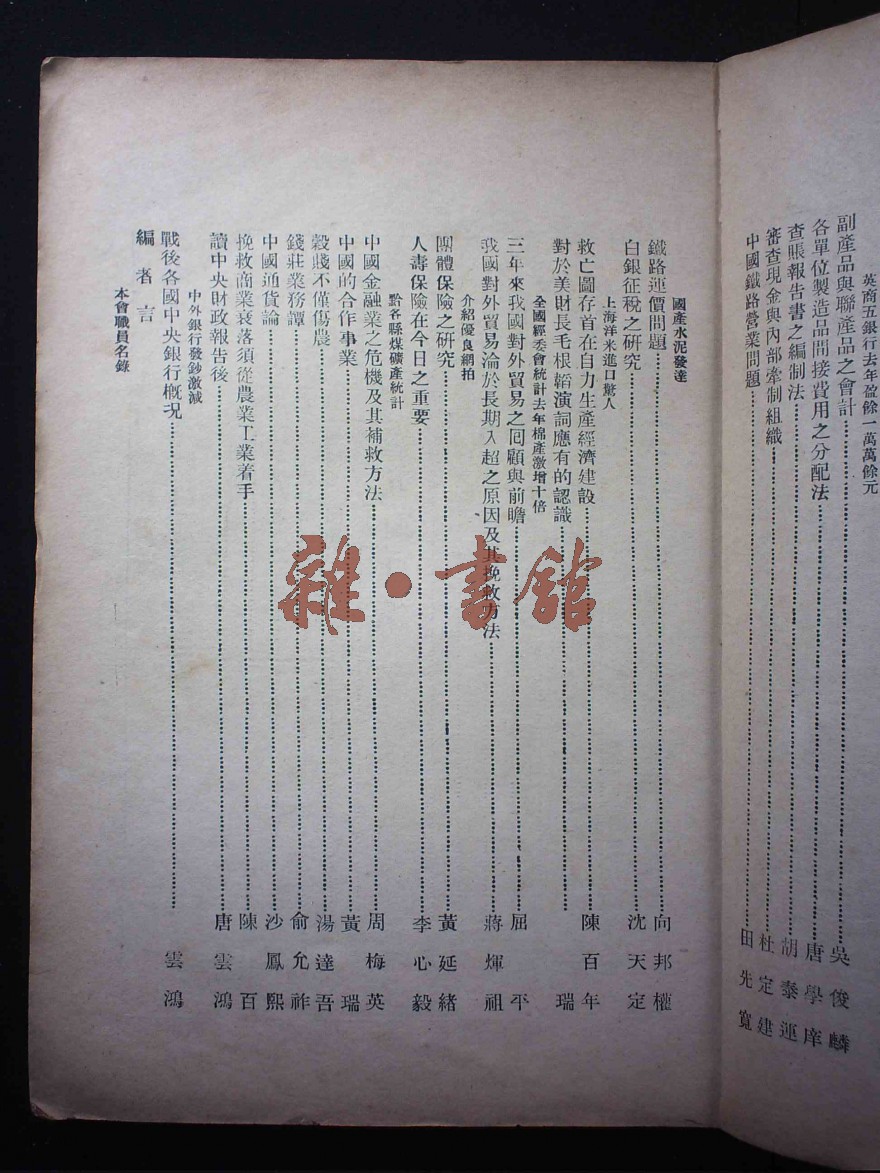 英商五銀行去年盈餘一萬萬餘元
副產品與聯產品之會計 吳俊麟
各單位製造品間接費用之分配法 唐學庠
查賬報告書之編制法 胡泰運
審查現金與內部牽制組織 杜定建
中國鐵路營業問題 田先寬
國產水泥發達
鐵路運價問題 向邦權
白銀征稅之研究 沈天定
上海洋米進口驚人
救亡圖存首在自力生產經濟建設 陳百年
對於美財長毛根韜演詞應有的認識 瑞
全國經委會統計去年棉產激增十倍
三年來我國對外貿易之回顧與前瞻 屈平
我國對外貿易淪於長期入超之原因及其挽救方法 蔣煇祖
介紹優良網拍
團體保險之研究 黃延緒
人壽保險在今日之重要 李心毅
黔各縣煤礦產統計
中國金融業之危機及其補救方法 周梅英
中國的合作事業 黃瑞
穀賤不僅傷農 湯達吾
錢莊業務譚 俞允祚
中國通貨論 沙鳳熙
挽救商業衰落須從農業工業着手 陳百
讀中央財政報告後 唐雲鴻
中外銀行發鈔激減
戰後各國中央銀行概况 雲鴻
編者言
本會職員名錄
雜·書館